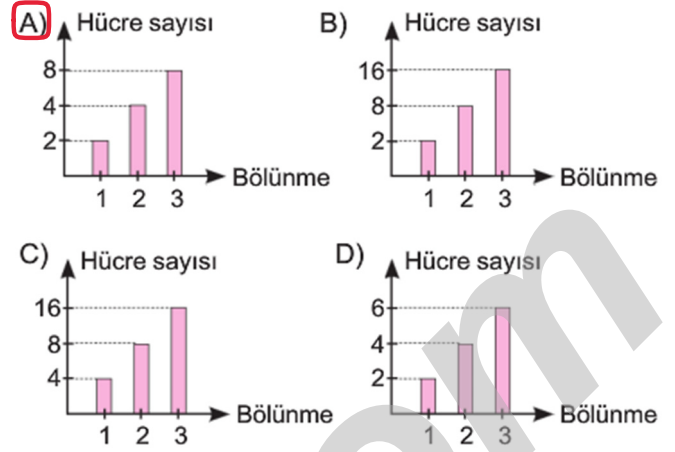 A) Hücre sayısı
8
4
2
1 2 3 Bölünme
B) Hücre sayısı
16
8
2
1 2 3 Bölünme
C) Hücre sayısı
16
8
4
1 2 3 Bölünme
D) Hücre sayısı
6
4
2
1 2 3 Bölünme
om